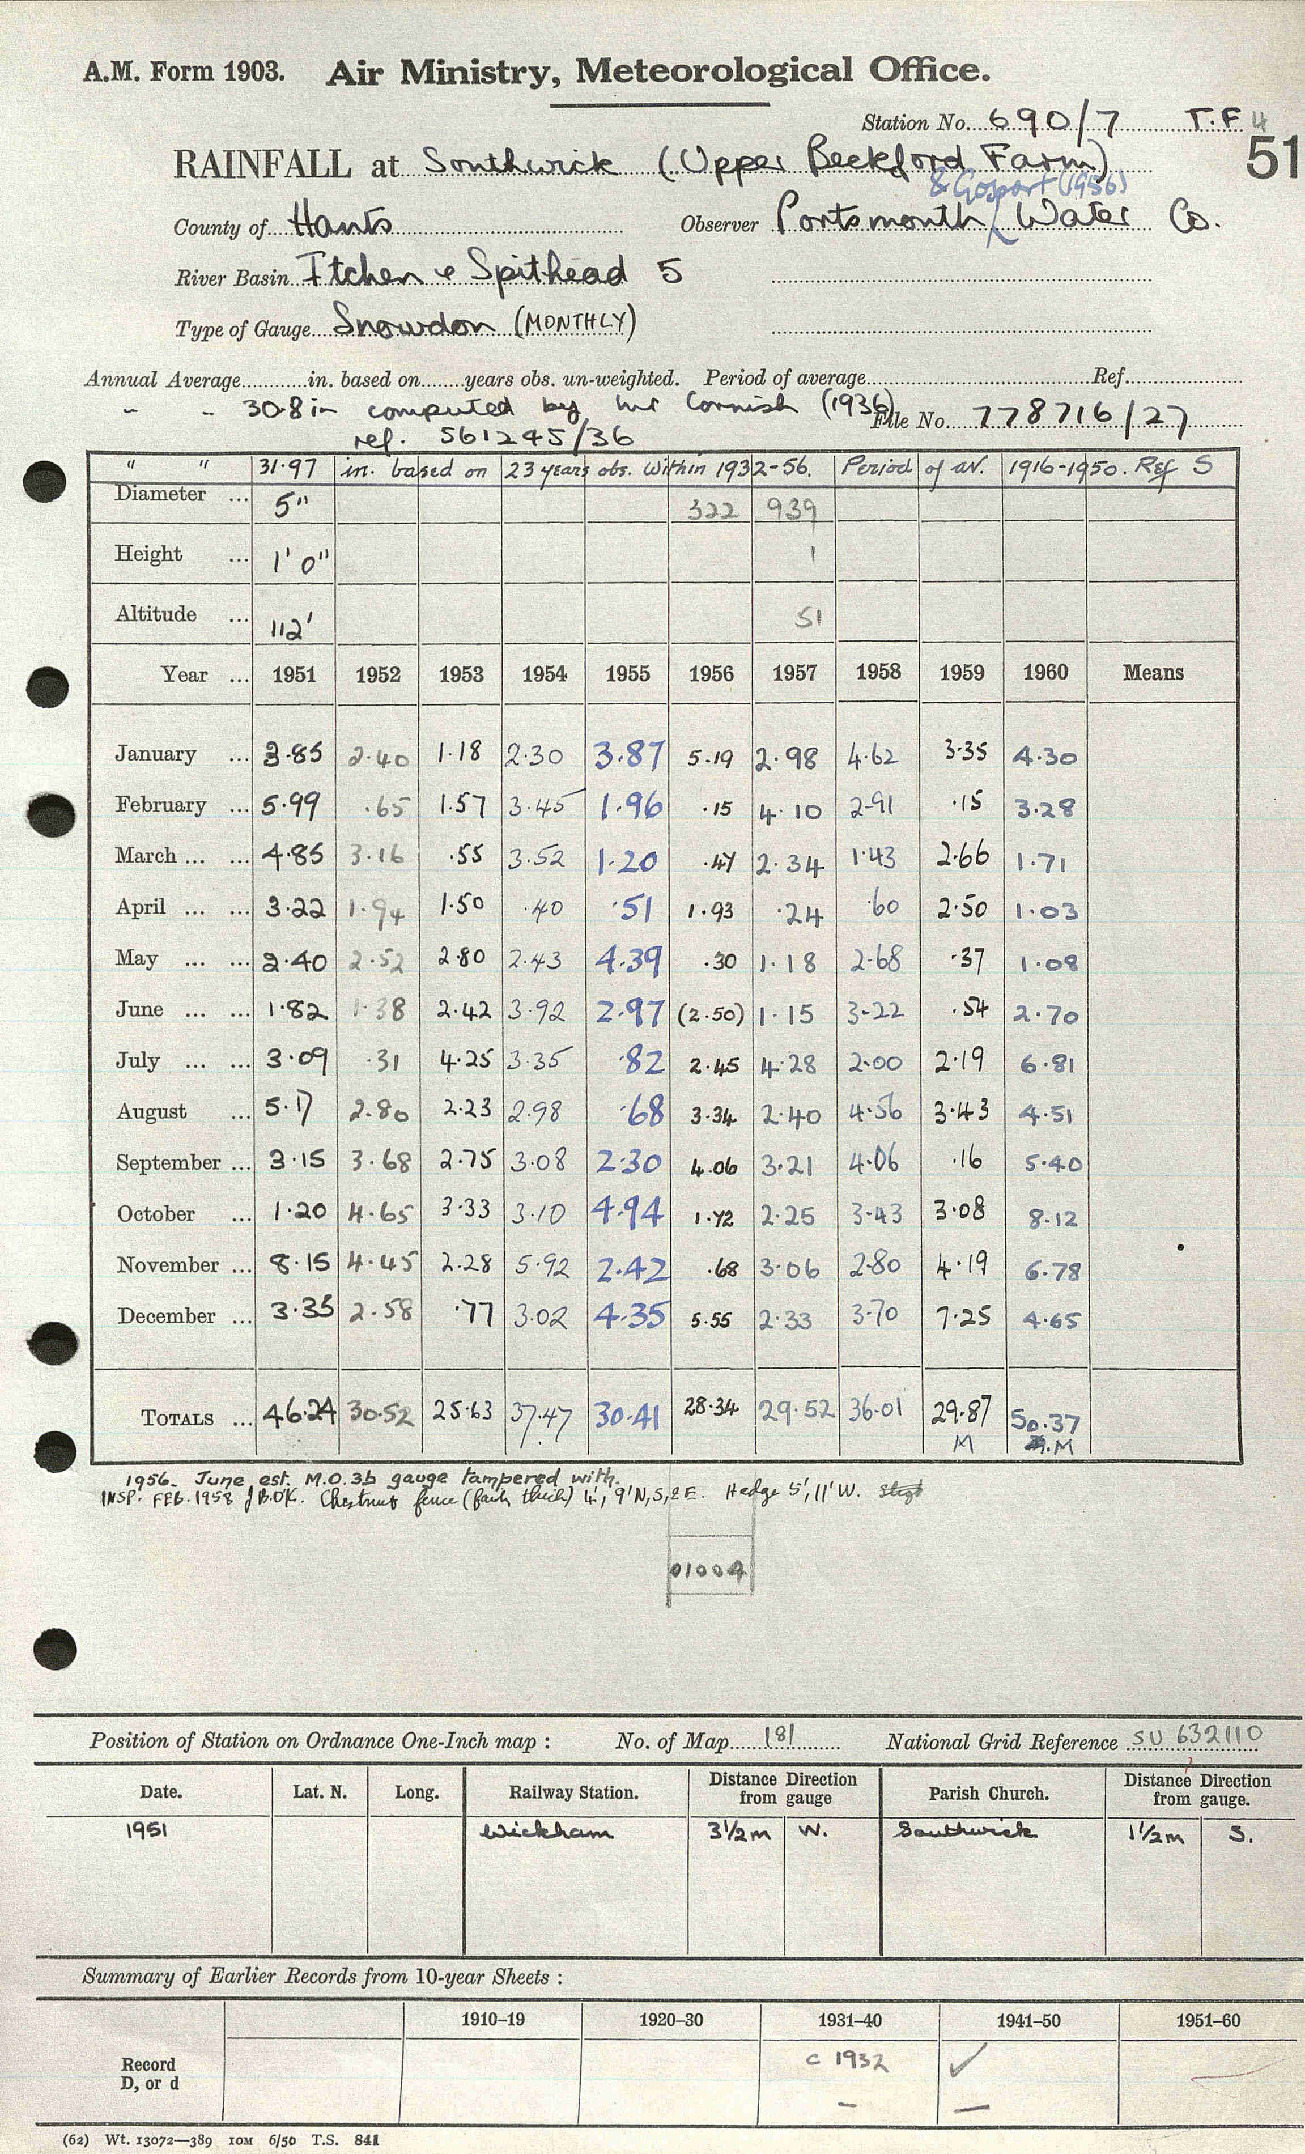 A.M. Form 1903. Air Ministry, Meteorological Office.
Station No. 690/7 T.F. 4
RAINFALL at Southwick (Upper Beckford Farm) 51
& Gosport (1956)
County of Hants Observer Portsmouth Water Co.
River Basin Itchen & Spithead 5
Type of Gauge Snowdon (MONTHLY)
Annual Average in. based on years obs. un-weighted. Period of average Ref.
" " 30.8 in computed by Mr Cornish (1936) File No. 778716/27
ref. 561245/36
" " 31.97 in. based on 23 years obs. within 1932-56. Period of av. 1916-1950. Ref S
Diameter ... 5" 322 939
Height ... 1' 0" 1
Altitude ... 112' 51
Year ... 1951 1952 1953 1954 1955 1956 1957 1958 1959 1960 Means
January ... 3.85 2.40 1.18 2.30 3.87 5.19 2.98 4.62 3.35 4.30
February ... 5.99 .65 1.57 3.45 1.96 .15 4.10 2.91 .15 3.28
March ... ... 4.85 3.16 .55 3.52 1.20 .47 2.34 1.43 2.66 1.71
April ... ... 3.22 1.94 1.50 .40 .51 1.93 .24 .60 2.50 1.03
May ... ... 2.40 2.52 2.80 2.43 4.39 .30 1.18 2.68 .37 1.08
June ... ... 1.82 1.38 2.42 3.92 2.97 (2.50) 1.15 3.22 .54 2.70
July ... ... 3.09 .31 4.25 3.35 .82 2.45 4.28 2.00 2.19 6.81
August ... 5.17 2.80 2.23 2.98 .68 3.34 2.40 4.56 3.43 4.51
September ... 3.15 3.68 2.75 3.08 2.30 4.06 3.21 4.06 .16 5.40
October ... 1.20 4.65 3.33 3.10 4.94 1.72 2.25 3.43 3.08 8.12
November ... 8.15 4.45 2.28 5.92 2.42 .68 3.06 2.80 4.19 6.78
December ... 3.35 2.58 .77 3.02 4.35 5.55 2.33 3.70 7.25 4.65
TOTALS ... 46.24 30.52 25.63 37.47 30.41 28.34 29.52 36.01 29.87 50.37
M M
1956. June est. M.O.3b gauge tampered with.
INSP. FEB. 1958 J B.O'K. Chestnut fence (fairly thick) 4', 9' N, S, & E. Hedge 5', 11' W.
01004
Position of Station on Ordnance One-Inch map : No. of Map 181 National Grid Reference SU 632110
Date. Lat. N. Long. Railway Station. Distance from gauge Direction Parish Church. Distance from gauge. Direction
1951 Wickham 3½m W. Southwick 1½m S.
Summary of Earlier Records from 10-year Sheets :
1910–19 1920–30 1931–40 1941–50 1951–60
Record c 1932 ✓
D, or d – –
(62) Wt. 13072—389 10M 6/50 T.S. 841